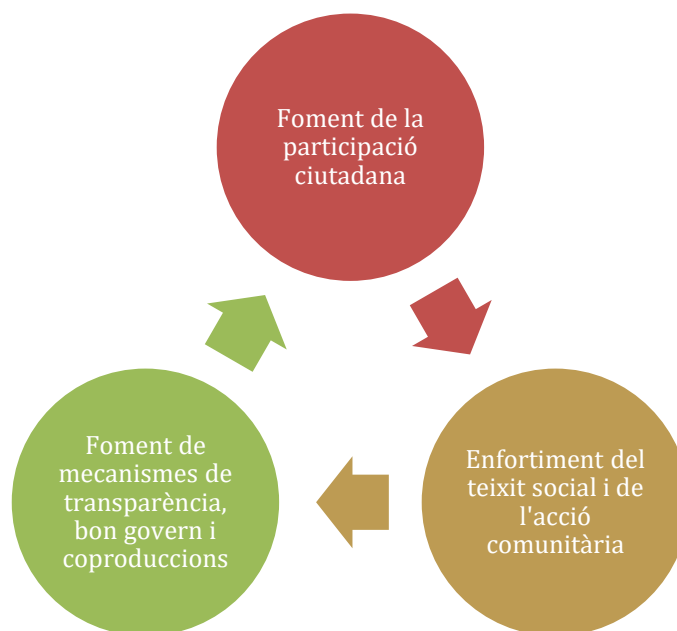 Foment de la
participació
ciutadana
Enfortiment del
teixit social i de
l'acció
comunitària
Foment de
mecanismes de
transparència,
bon govern i
coproduccions